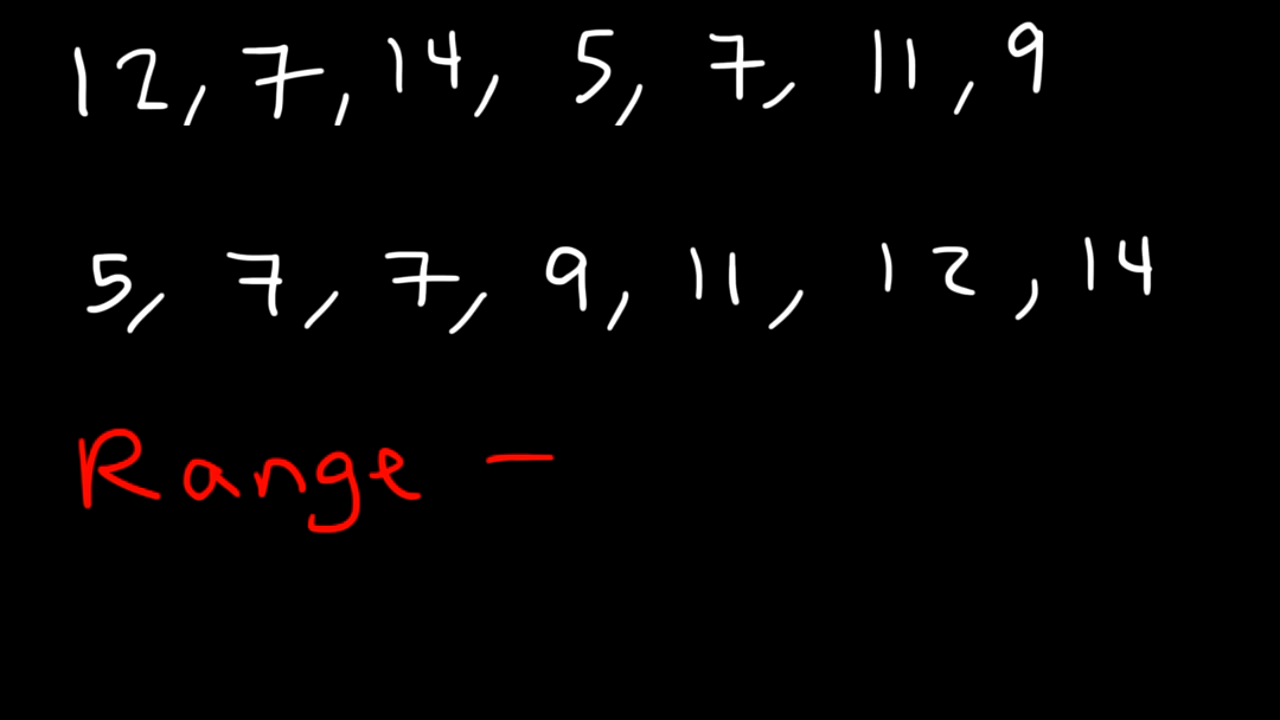 12, 7, 14, 5, 7, 11, 9
5, 7, 7, 9, 11, 12, 14
Range -